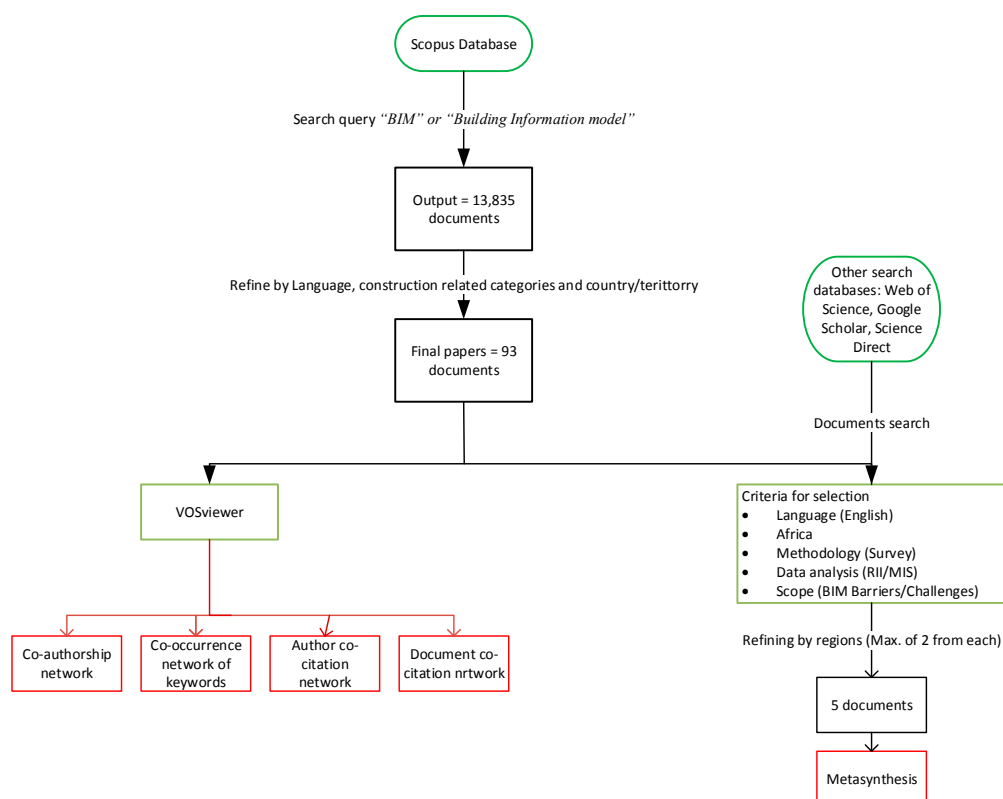 Scopus Database
Search query “BIM” or “Building Information model”
Output = 13,835
documents
Refine by Language, construction related categories and country/terittorry
Final papers = 93
documents
Other search
databases: Web of
Science, Google
Scholar, Science
Direct
Documents search
VOSviewer
Criteria for selection
• Language (English)
• Africa
• Methodology (Survey)
• Data analysis (RII/MIS)
• Scope (BIM Barriers/Challenges)
Co-authorship
network
Co-occurrence
network of
keywords
Author co-
citation
network
Document co-
citation nrtwork
Refining by regions (Max. of 2 from each)
5 documents
Metasynthesis